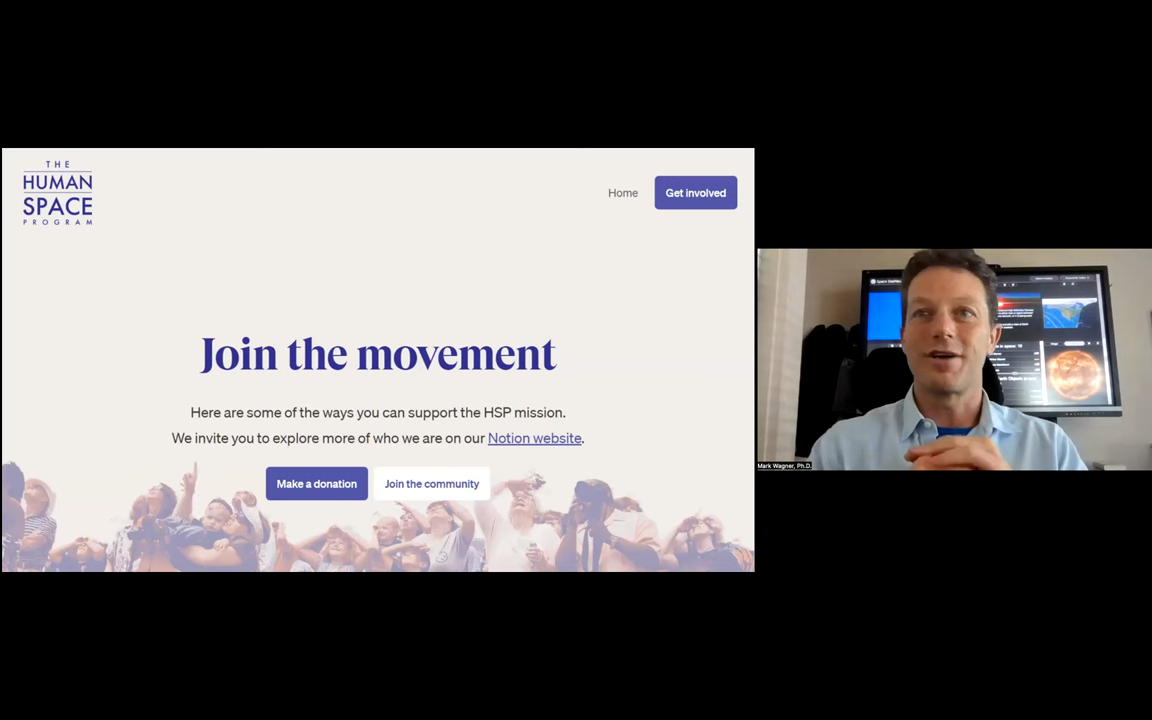 THE
HUMAN
SPACE
PROGRAM
Home
Get involved
Join the movement
Here are some of the ways you can support the HSP mission.
We invite you to explore more of who we are on our Notion website.
Make a donation
Join the community
Mark Wagner, Ph.D.